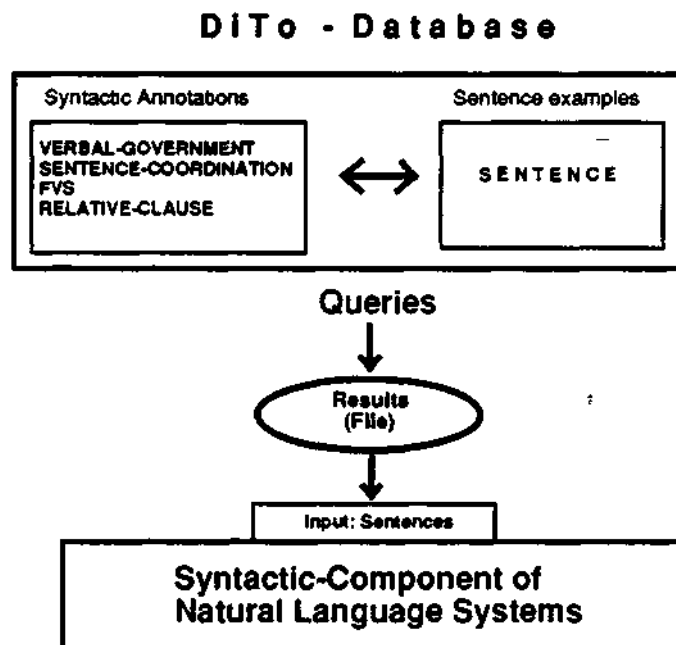 DiTo - Database
Syntactic Annotations
Sentence examples
VERBAL-GOVERNMENT
SENTENCE-COORDINATION
FVS
RELATIVE-CLAUSE
SENTENCE
Queries
Results
(File)
Input: Sentences
Syntactic-Component of
Natural Language Systems